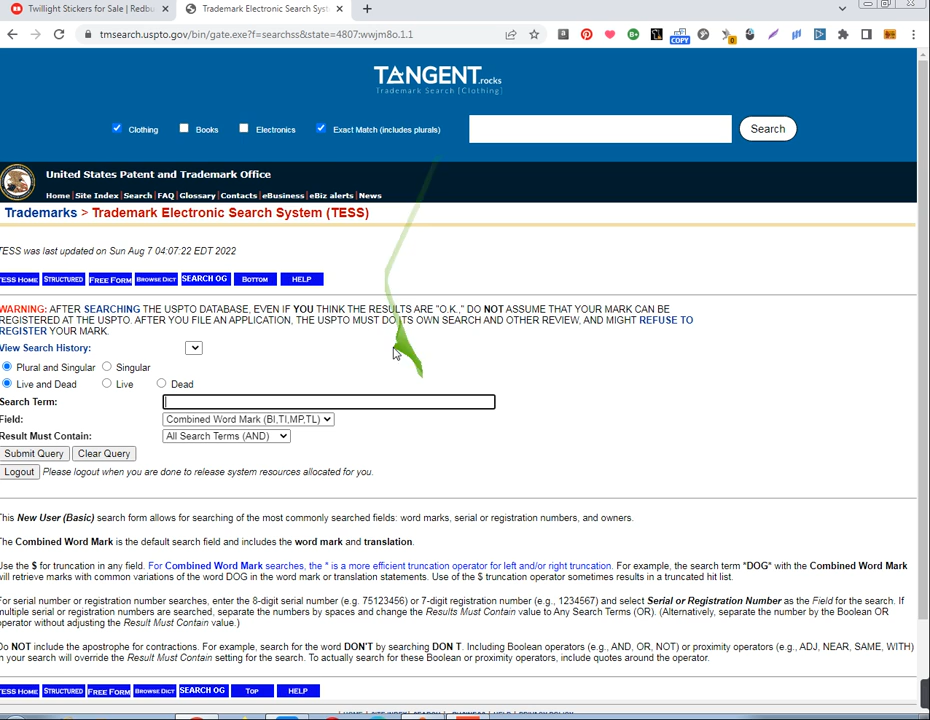 Twillight Stickers for Sale | Redbu
Trademark Electronic Search Syst
tmsearch.uspto.gov/bin/gate.exe?f=searchss&state=4807:wwjm8o.1.1
COPY
TANGENT.rocks
Trademark Search [Clothing]
Clothing Books Electronics Exact Match (includes plurals) Search
United States Patent and Trademark Office
Home | Site Index | Search | FAQ | Glossary | Contacts | eBusiness | eBiz alerts | News
Trademarks > Trademark Electronic Search System (TESS)
TESS was last updated on Sun Aug 7 04:07:22 EDT 2022
TESS HOME STRUCTURED FREE FORM BROWSE DICT SEARCH OG BOTTOM HELP
WARNING: AFTER SEARCHING THE USPTO DATABASE, EVEN IF YOU THINK THE RESULTS ARE "O.K.," DO NOT ASSUME THAT YOUR MARK CAN BE
REGISTERED AT THE USPTO. AFTER YOU FILE AN APPLICATION, THE USPTO MUST DO ITS OWN SEARCH AND OTHER REVIEW, AND MIGHT REFUSE TO
REGISTER YOUR MARK.
View Search History:
Plural and Singular Singular
Live and Dead Live Dead
Search Term:
Field: Combined Word Mark (BI,TI,MP,TL)
Result Must Contain: All Search Terms (AND)
Submit Query Clear Query
Logout Please logout when you are done to release system resources allocated for you.
This New User (Basic) search form allows for searching of the most commonly searched fields: word marks, serial or registration numbers, and owners.
The Combined Word Mark is the default search field and includes the word mark and translation.
Use the $ for truncation in any field. For Combined Word Mark searches, the * is a more efficient truncation operator for left and/or right truncation. For example, the search term *DOG* with the Combined Word Mark
will retrieve marks with common variations of the word DOG in the word mark or translation statements. Use of the $ truncation operator sometimes results in a truncated hit list.
For serial number or registration number searches, enter the 8-digit serial number (e.g. 75123456) or 7-digit registration number (e.g., 1234567) and select Serial or Registration Number as the Field for the search. If
multiple serial or registration numbers are searched, separate the numbers by spaces and change the Results Must Contain value to Any Search Terms (OR). (Alternatively, separate the number by the Boolean OR
operator without adjusting the Result Must Contain value.)
Do NOT include the apostrophe for contractions. For example, search for the word DON'T by searching DON T. Including Boolean operators (e.g., AND, OR, NOT) or proximity operators (e.g., ADJ, NEAR, SAME, WITH)
in your search will override the Result Must Contain setting for the search. To actually search for these Boolean or proximity operators, include quotes around the operator.
TESS HOME STRUCTURED FREE FORM BROWSE DICT SEARCH OG TOP HELP